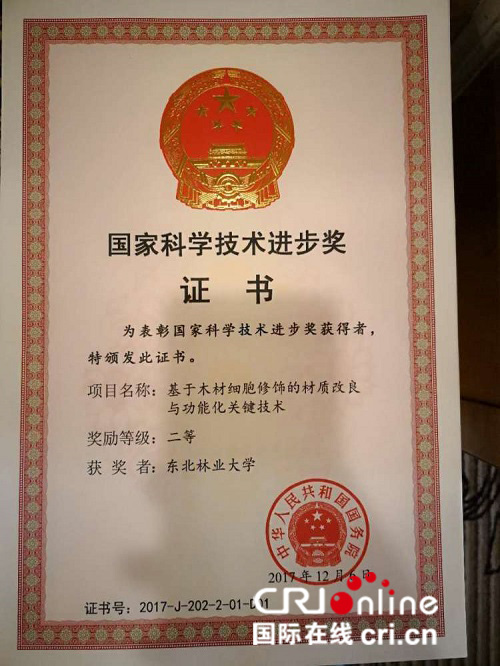 国家科学技术进步奖
证书
为表彰国家科学技术进步奖获得者，
特颁发此证书。
项目名称：基于木材细胞修饰的材质改良
与功能化关键技术
奖励等级：二等
获奖者：东北林业大学
中华人民共和国国务院
2017年12月6日
证书号：2017-J-202-2-01-D01
CRIonline
国际在线 cri.cn